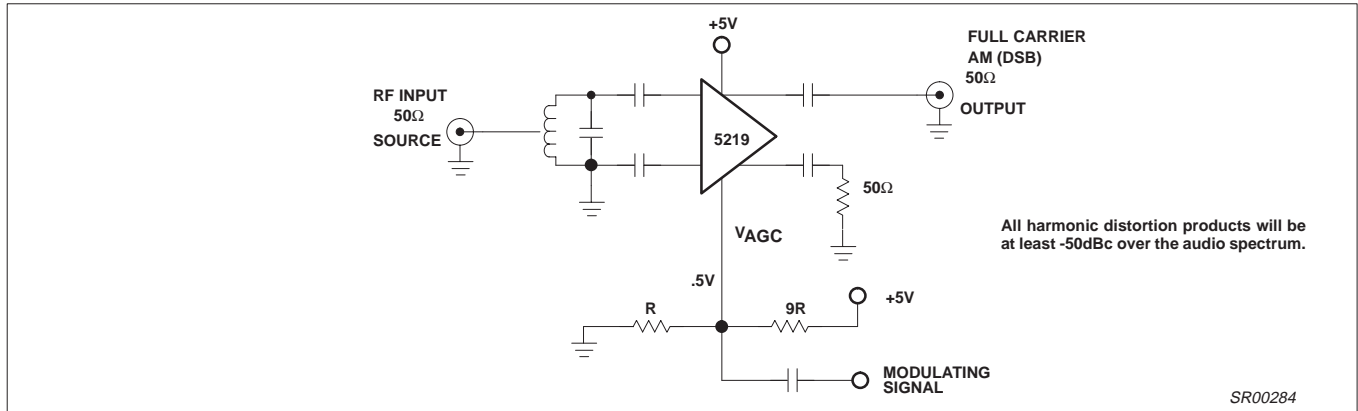 +5V
FULL CARRIER
AM (DSB)
50Ω
OUTPUT
RF INPUT
50Ω
SOURCE
5219
50Ω
All harmonic distortion products will be
at least -50dBc over the audio spectrum.
VAGC
.5V
R
9R
+5V
MODULATING
SIGNAL
SR00284